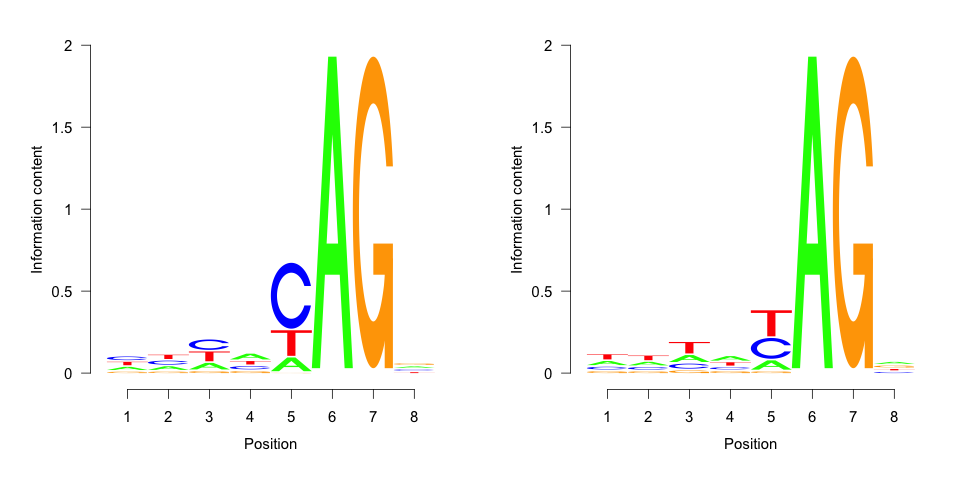 2
1.5
1
0.5
0
Information content
C
T
A
A
G
1 2 3 4 5 6 7 8
Position
2
1.5
1
0.5
0
Information content
T
C
A
A
G
1 2 3 4 5 6 7 8
Position